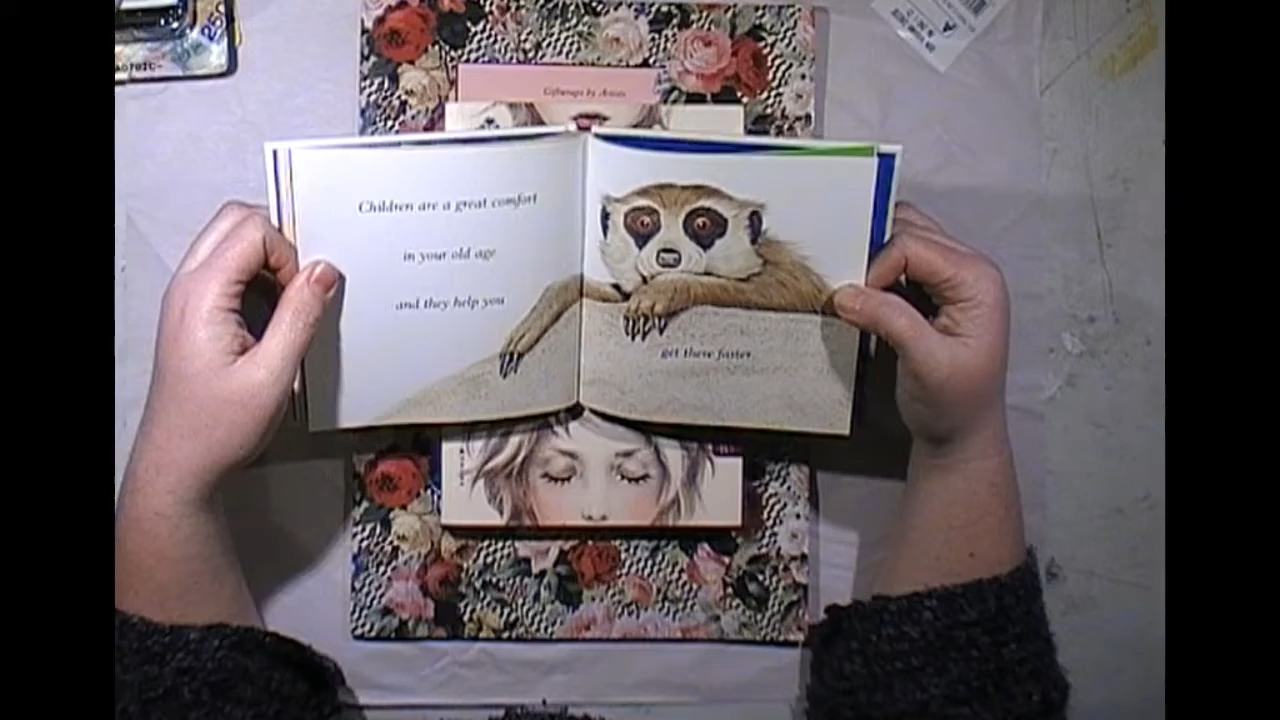 Giftwraps by Artists
Children are a great comfort
in your old age
and they help you
get there faster